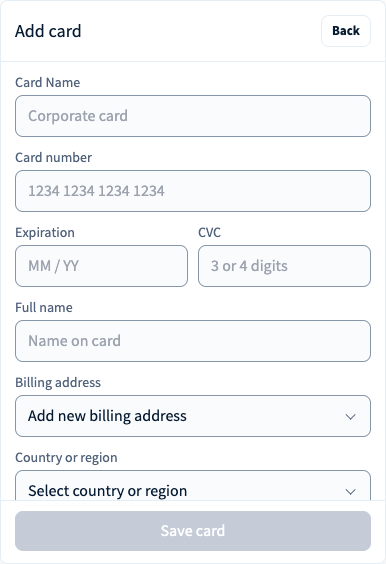 Add card
Back
Card Name
Corporate card
Card number
1234 1234 1234 1234
Expiration
CVC
MM / YY
3 or 4 digits
Full name
Name on card
Billing address
Add new billing address
Country or region
Select country or region
Save card